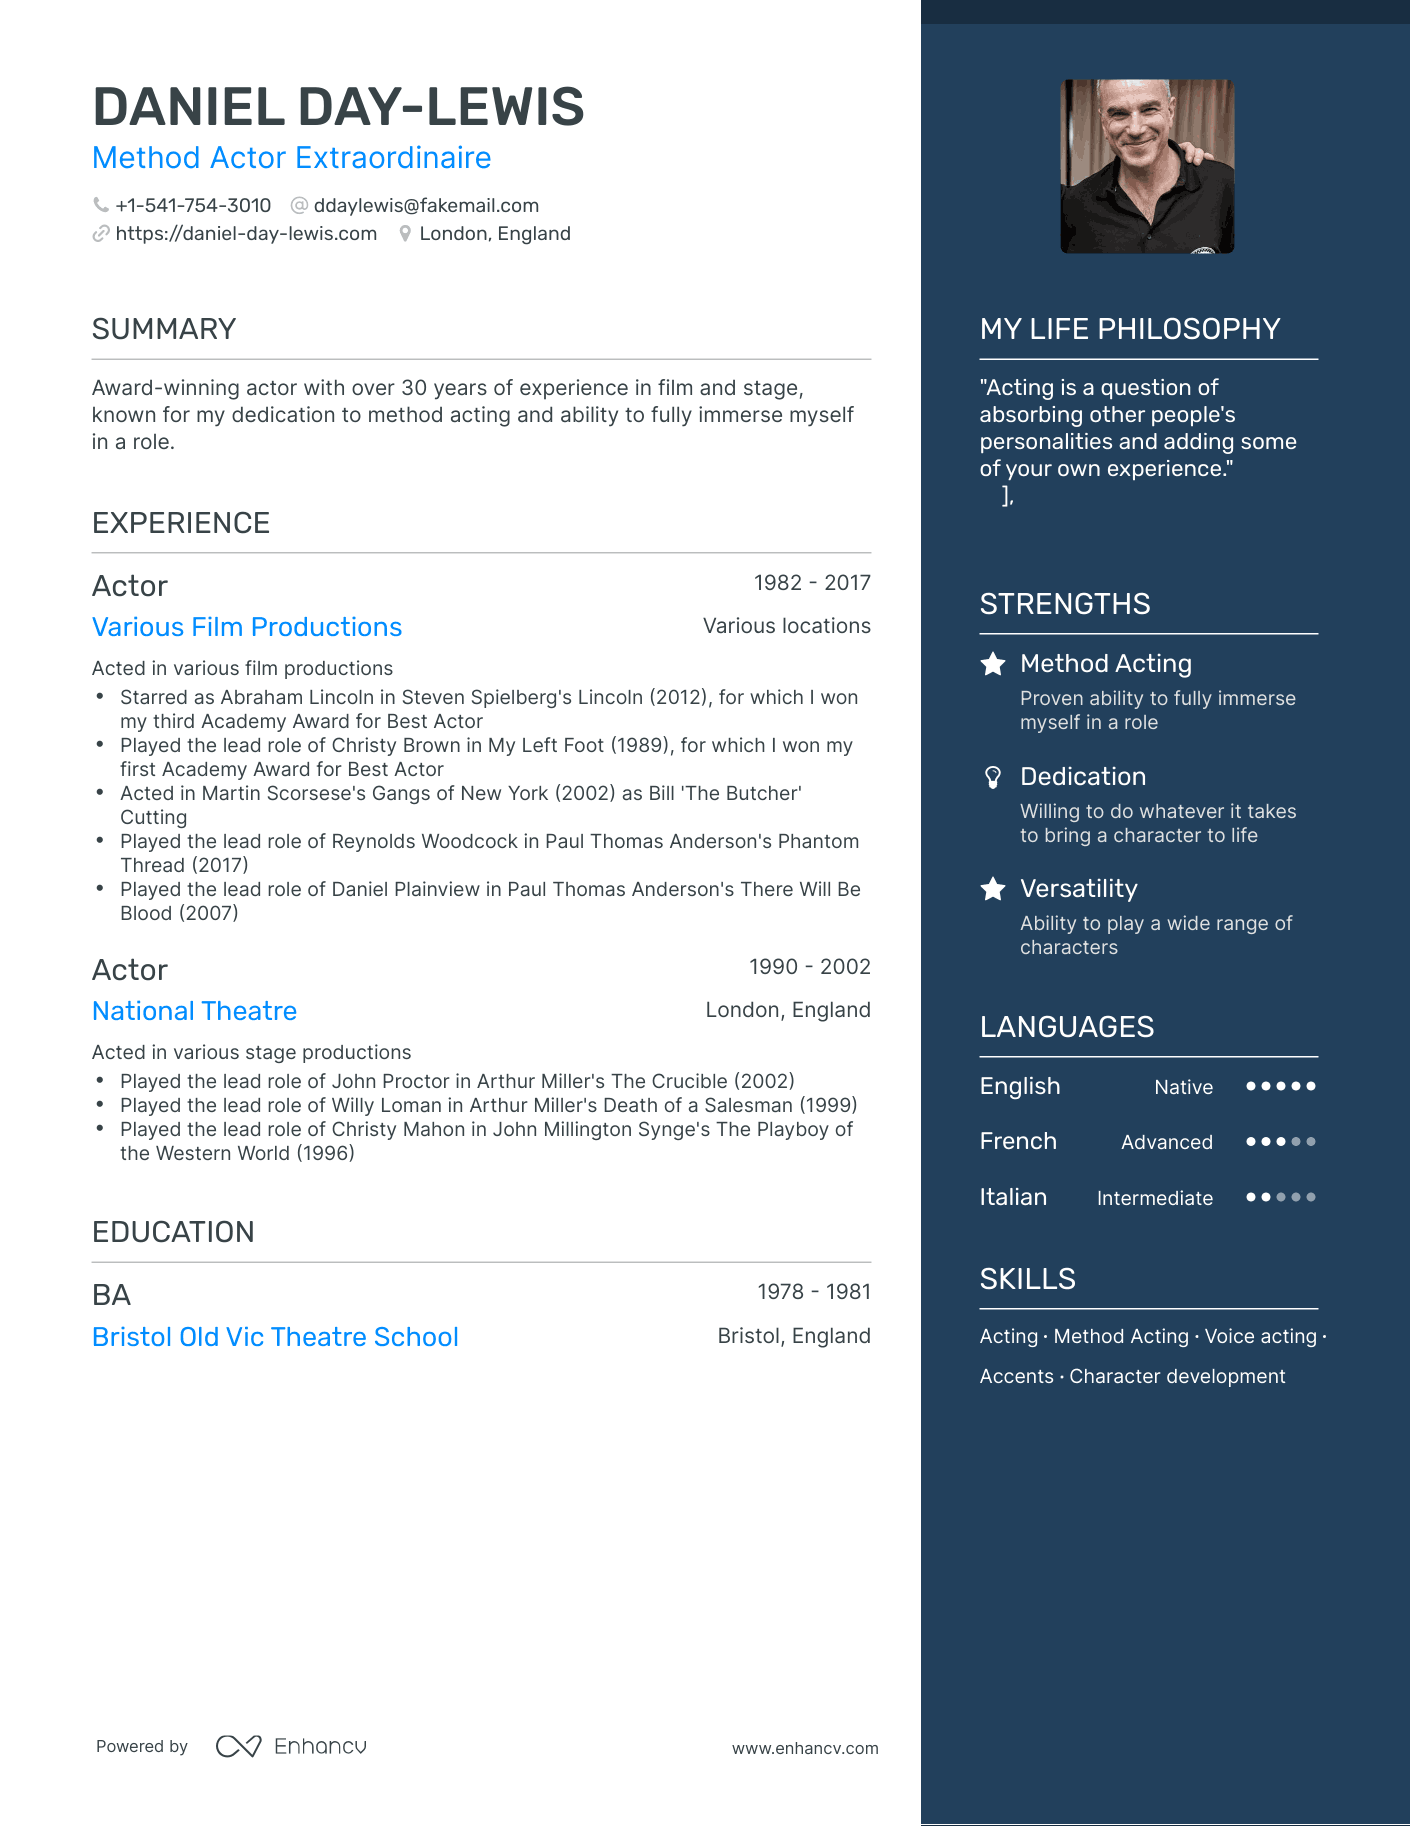 DANIEL DAY-LEWIS
Method Actor Extraordinaire
+1-541-754-3010 ddaylewis@fakemail.com
https://daniel-day-lewis.com London, England
SUMMARY
Award-winning actor with over 30 years of experience in film and stage,
known for my dedication to method acting and ability to fully immerse myself
in a role.
EXPERIENCE
Actor 1982 - 2017
Various Film Productions Various locations
Acted in various film productions
• Starred as Abraham Lincoln in Steven Spielberg's Lincoln (2012), for which I won
my third Academy Award for Best Actor
• Played the lead role of Christy Brown in My Left Foot (1989), for which I won my
first Academy Award for Best Actor
• Acted in Martin Scorsese's Gangs of New York (2002) as Bill 'The Butcher'
Cutting
• Played the lead role of Reynolds Woodcock in Paul Thomas Anderson's Phantom
Thread (2017)
• Played the lead role of Daniel Plainview in Paul Thomas Anderson's There Will Be
Blood (2007)
Actor 1990 - 2002
National Theatre London, England
Acted in various stage productions
• Played the lead role of John Proctor in Arthur Miller's The Crucible (2002)
• Played the lead role of Willy Loman in Arthur Miller's Death of a Salesman (1999)
• Played the lead role of Christy Mahon in John Millington Synge's The Playboy of
the Western World (1996)
EDUCATION
BA 1978 - 1981
Bristol Old Vic Theatre School Bristol, England
MY LIFE PHILOSOPHY
"Acting is a question of
absorbing other people's
personalities and adding some
of your own experience."
],
STRENGTHS
Method Acting
Proven ability to fully immerse
myself in a role
Dedication
Willing to do whatever it takes
to bring a character to life
Versatility
Ability to play a wide range of
characters
LANGUAGES
English Native
French Advanced
Italian Intermediate
SKILLS
Acting · Method Acting · Voice acting ·
Accents · Character development
Powered by Enhancv www.enhancv.com